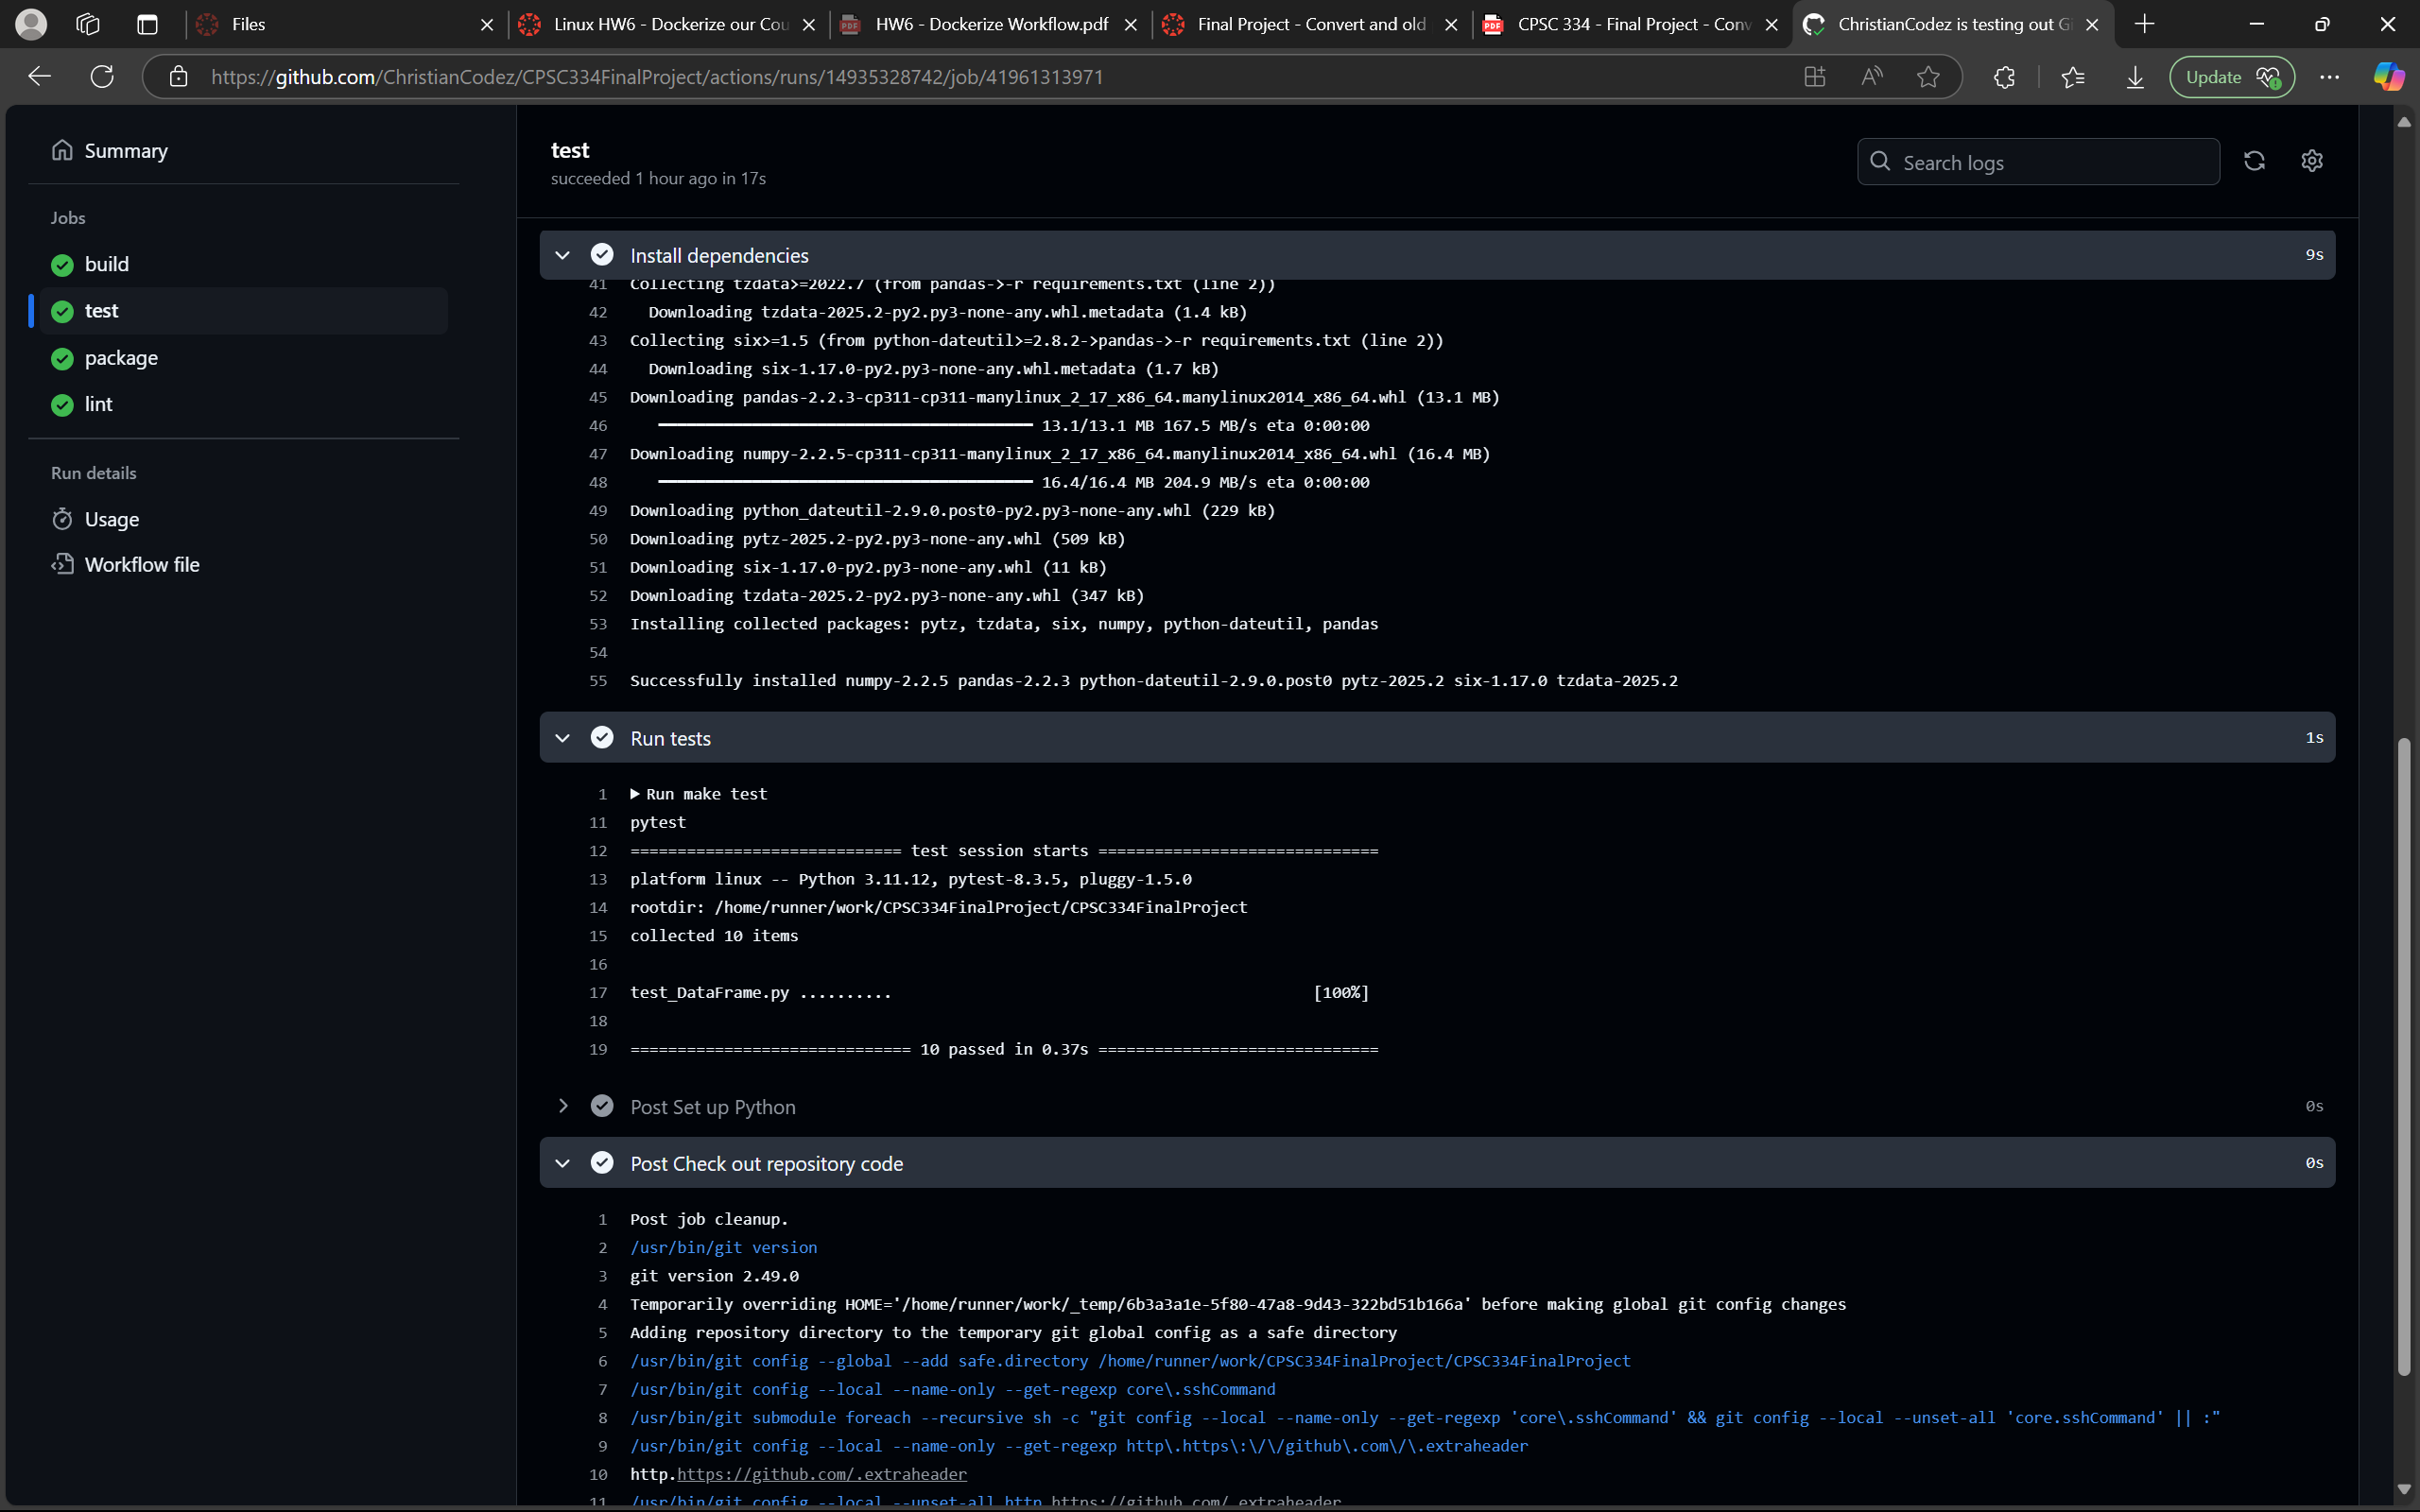 Files
Linux HW6 - Dockerize our Cou
HW6 - Dockerize Workflow.pdf
Final Project - Convert and old
CPSC 334 - Final Project - Conv
ChristianCodez is testing out Gi
https://github.com/ChristianCodez/CPSC334FinalProject/actions/runs/14935328742/job/41961313971
Update
Summary
Jobs
build
test
package
lint
Run details
Usage
Workflow file
test
succeeded 1 hour ago in 17s
Search logs
Install dependencies 9s
41 Collecting tzdata>=2022.7 (from pandas->-r requirements.txt (line 2))
42 Downloading tzdata-2025.2-py2.py3-none-any.whl.metadata (1.4 kB)
43 Collecting six>=1.5 (from python-dateutil>=2.8.2->pandas->-r requirements.txt (line 2))
44 Downloading six-1.17.0-py2.py3-none-any.whl.metadata (1.7 kB)
45 Downloading pandas-2.2.3-cp311-cp311-manylinux_2_17_x86_64.manylinux2014_x86_64.whl (13.1 MB)
46 13.1/13.1 MB 167.5 MB/s eta 0:00:00
47 Downloading numpy-2.2.5-cp311-cp311-manylinux_2_17_x86_64.manylinux2014_x86_64.whl (16.4 MB)
48 16.4/16.4 MB 204.9 MB/s eta 0:00:00
49 Downloading python_dateutil-2.9.0.post0-py2.py3-none-any.whl (229 kB)
50 Downloading pytz-2025.2-py2.py3-none-any.whl (509 kB)
51 Downloading six-1.17.0-py2.py3-none-any.whl (11 kB)
52 Downloading tzdata-2025.2-py2.py3-none-any.whl (347 kB)
53 Installing collected packages: pytz, tzdata, six, numpy, python-dateutil, pandas
54
55 Successfully installed numpy-2.2.5 pandas-2.2.3 python-dateutil-2.9.0.post0 pytz-2025.2 six-1.17.0 tzdata-2025.2
Run tests 1s
1 ▶ Run make test
11 pytest
12 ============================= test session starts ==============================
13 platform linux -- Python 3.11.12, pytest-8.3.5, pluggy-1.5.0
14 rootdir: /home/runner/work/CPSC334FinalProject/CPSC334FinalProject
15 collected 10 items
16
17 test_DataFrame.py .......... [100%]
18
19 ============================== 10 passed in 0.37s ==============================
Post Set up Python 0s
Post Check out repository code 0s
1 Post job cleanup.
2 /usr/bin/git version
3 git version 2.49.0
4 Temporarily overriding HOME='/home/runner/work/_temp/6b3a3a1e-5f80-47a8-9d43-322bd51b166a' before making global git config changes
5 Adding repository directory to the temporary git global config as a safe directory
6 /usr/bin/git config --global --add safe.directory /home/runner/work/CPSC334FinalProject/CPSC334FinalProject
7 /usr/bin/git config --local --name-only --get-regexp core\.sshCommand
8 /usr/bin/git submodule foreach --recursive sh -c "git config --local --name-only --get-regexp 'core\.sshCommand' && git config --local --unset-all 'core.sshCommand' || :"
9 /usr/bin/git config --local --name-only --get-regexp http\.https\:\/\/github\.com\/\.extraheader
10 http.https://github.com/.extraheader
11 /usr/bin/git config --local --unset-all http.https://github.com/.extraheader